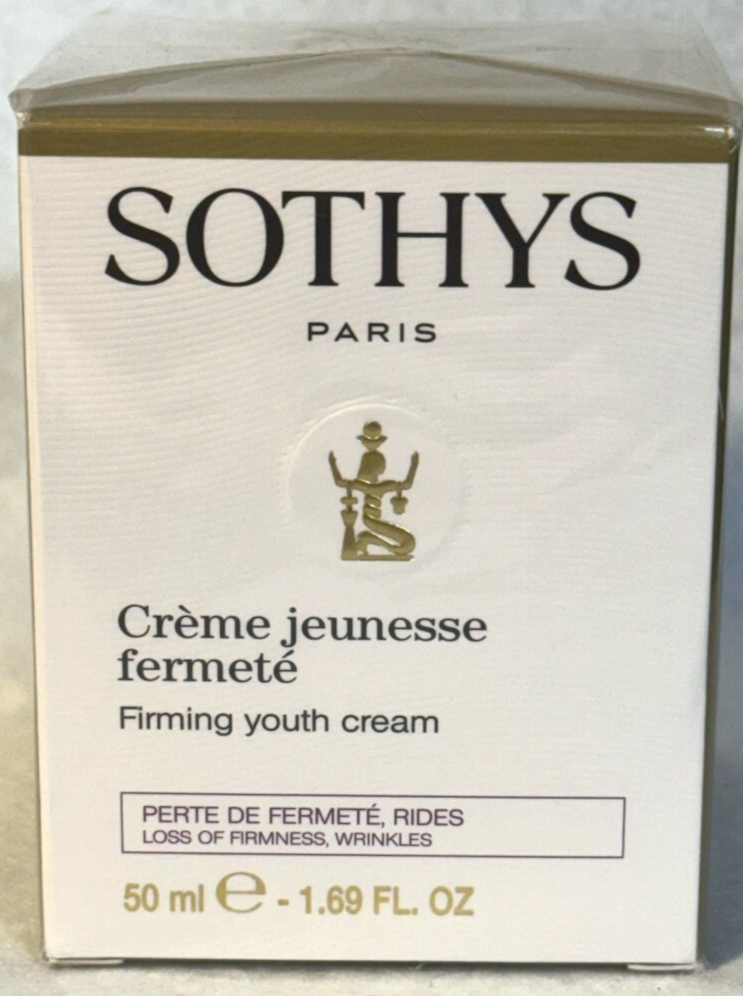 SOTHYS
PARIS
Crème jeunesse
fermeté
Firming youth cream
PERTE DE FERMETÉ, RIDES
LOSS OF FIRMNESS, WRINKLES
50 ml ℮ - 1.69 FL. OZ